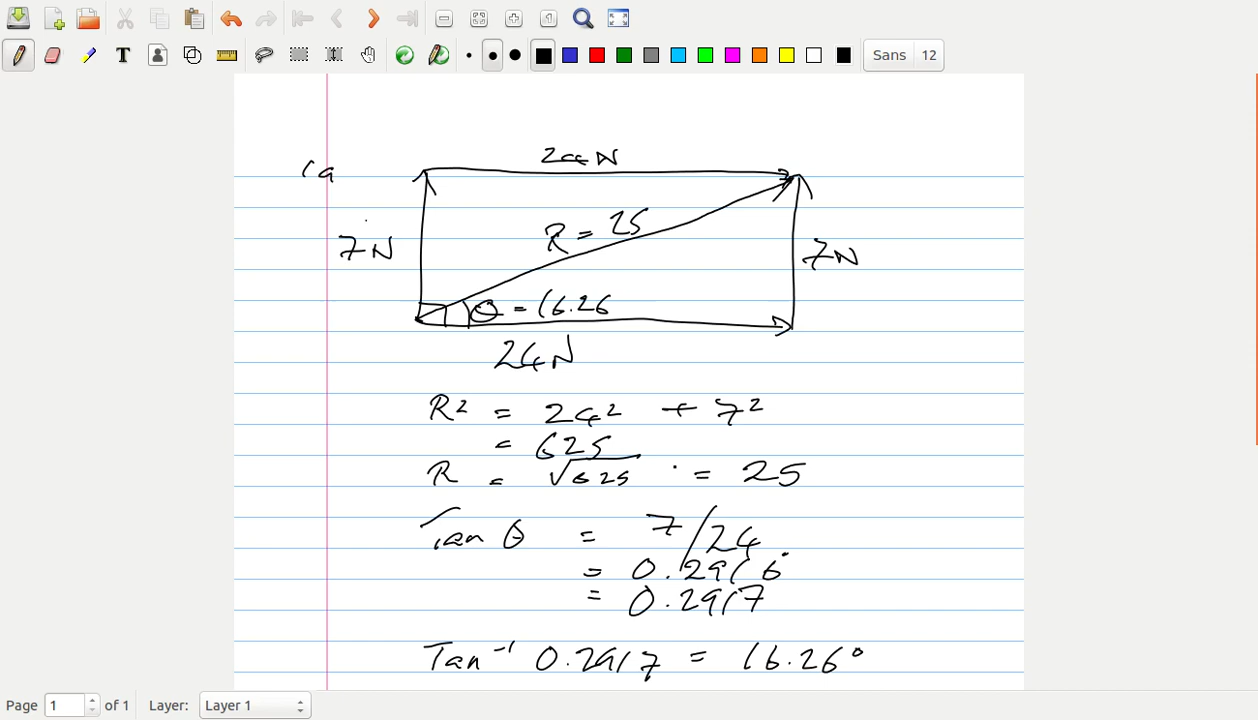 Sans 12
24N
1a
R = 25
7N
7N
θ = 16.26
24N
R² = 24² + 7²
= 625
R = √625 = 25
Tan θ = 7/24
= 0.2916̇
= 0.2917
Tan⁻¹ 0.2917 = 16.26°
Page 1 of 1 Layer: Layer 1